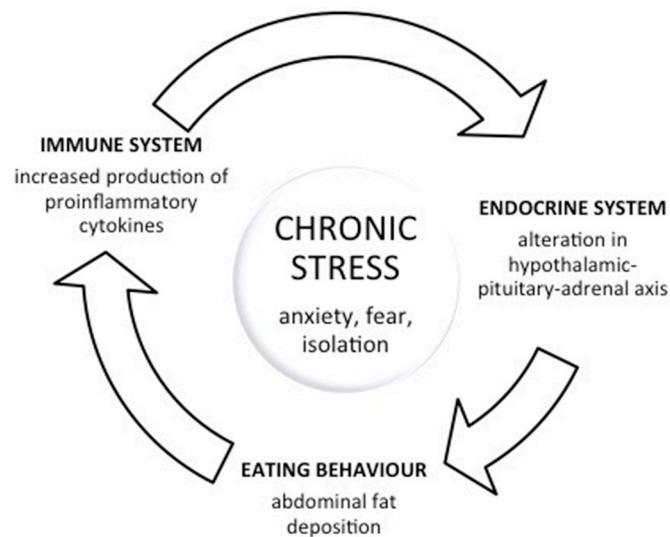 IMMUNE SYSTEM
increased production of
proinflammatory
cytokines
CHRONIC
STRESS
anxiety, fear,
isolation
ENDOCRINE SYSTEM
alteration in
hypothalamic-
pituitary-adrenal axis
EATING BEHAVIOUR
abdominal fat
deposition